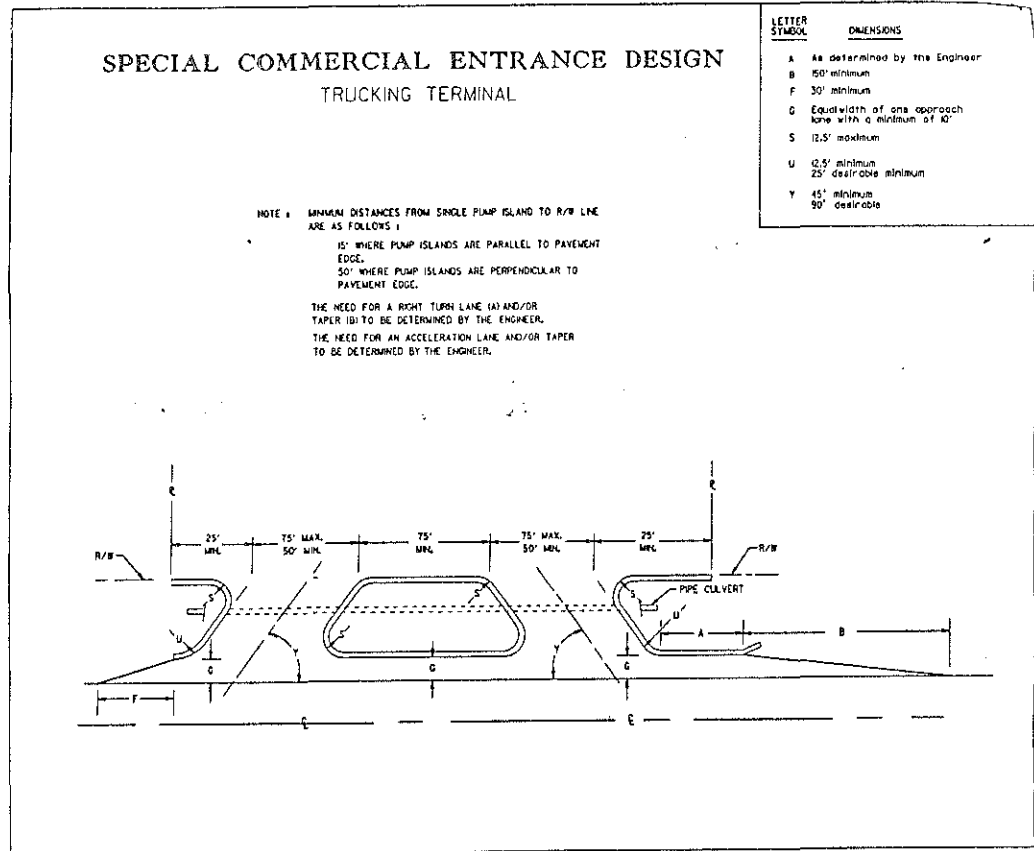 SPECIAL COMMERCIAL ENTRANCE DESIGN
TRUCKING TERMINAL
LETTER SYMBOL DIMENSIONS
A As determined by the Engineer
B 150' minimum
F 30' minimum
G Equal width of one approach
lane with a minimum of 10'
S 12.5' maximum
U 12.5' minimum
25' desirable minimum
Y 45° minimum
90° desirable
NOTE : MINIMUM DISTANCES FROM SINGLE PUMP ISLAND TO R/W LINE
ARE AS FOLLOWS :
15' WHERE PUMP ISLANDS ARE PARALLEL TO PAVEMENT
EDGE.
50' WHERE PUMP ISLANDS ARE PERPENDICULAR TO
PAVEMENT EDGE.
THE NEED FOR A RIGHT TURN LANE (A) AND/OR
TAPER (B) TO BE DETERMINED BY THE ENGINEER.
THE NEED FOR AN ACCELERATION LANE AND/OR TAPER
TO BE DETERMINED BY THE ENGINEER.
25' 75' MAX. 75' 75' MAX. 25'
MIN. 50' MIN. MIN. 50' MIN. MIN.
R/W R/W
S S S PIPE CULVERT
U S U A B
G Y G Y G
F